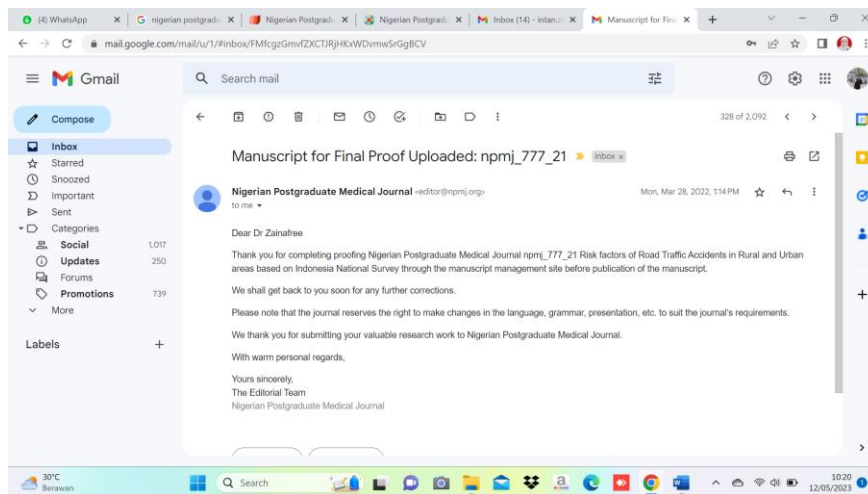 (4) WhatsApp
nigerian postgradu
Nigerian Postgradu
Nigerian Postgradu
Inbox (14) - intan.z
Manuscript for Fin
mail.google.com/mail/u/1/#inbox/FMfcgzGmvfZXCTJRjHKxWDvmwSrGgBCV
Gmail
Search mail
Compose
328 of 2,092
Inbox
Starred
Snoozed
Important
Sent
Categories
Social 1,017
Updates 250
Forums
Promotions 739
More
Labels
Manuscript for Final Proof Uploaded: npmj_777_21 Inbox x
Nigerian Postgraduate Medical Journal <editor@npmj.org> Mon, Mar 28, 2022, 1:14 PM
to me
Dear Dr Zainafree
Thank you for completing proofing Nigerian Postgraduate Medical Journal npmj_777_21 Risk factors of Road Traffic Accidents in Rural and Urban
areas based on Indonesia National Survey through the manuscript management site before publication of the manuscript.
We shall get back to you soon for any further corrections.
Please note that the journal reserves the right to make changes in the language, grammar, presentation, etc. to suit the journal's requirements.
We thank you for submitting your valuable research work to Nigerian Postgraduate Medical Journal.
With warm personal regards,
Yours sincerely,
The Editorial Team
Nigerian Postgraduate Medical Journal
30°C
Berawan
Search
10:20
12/05/2023